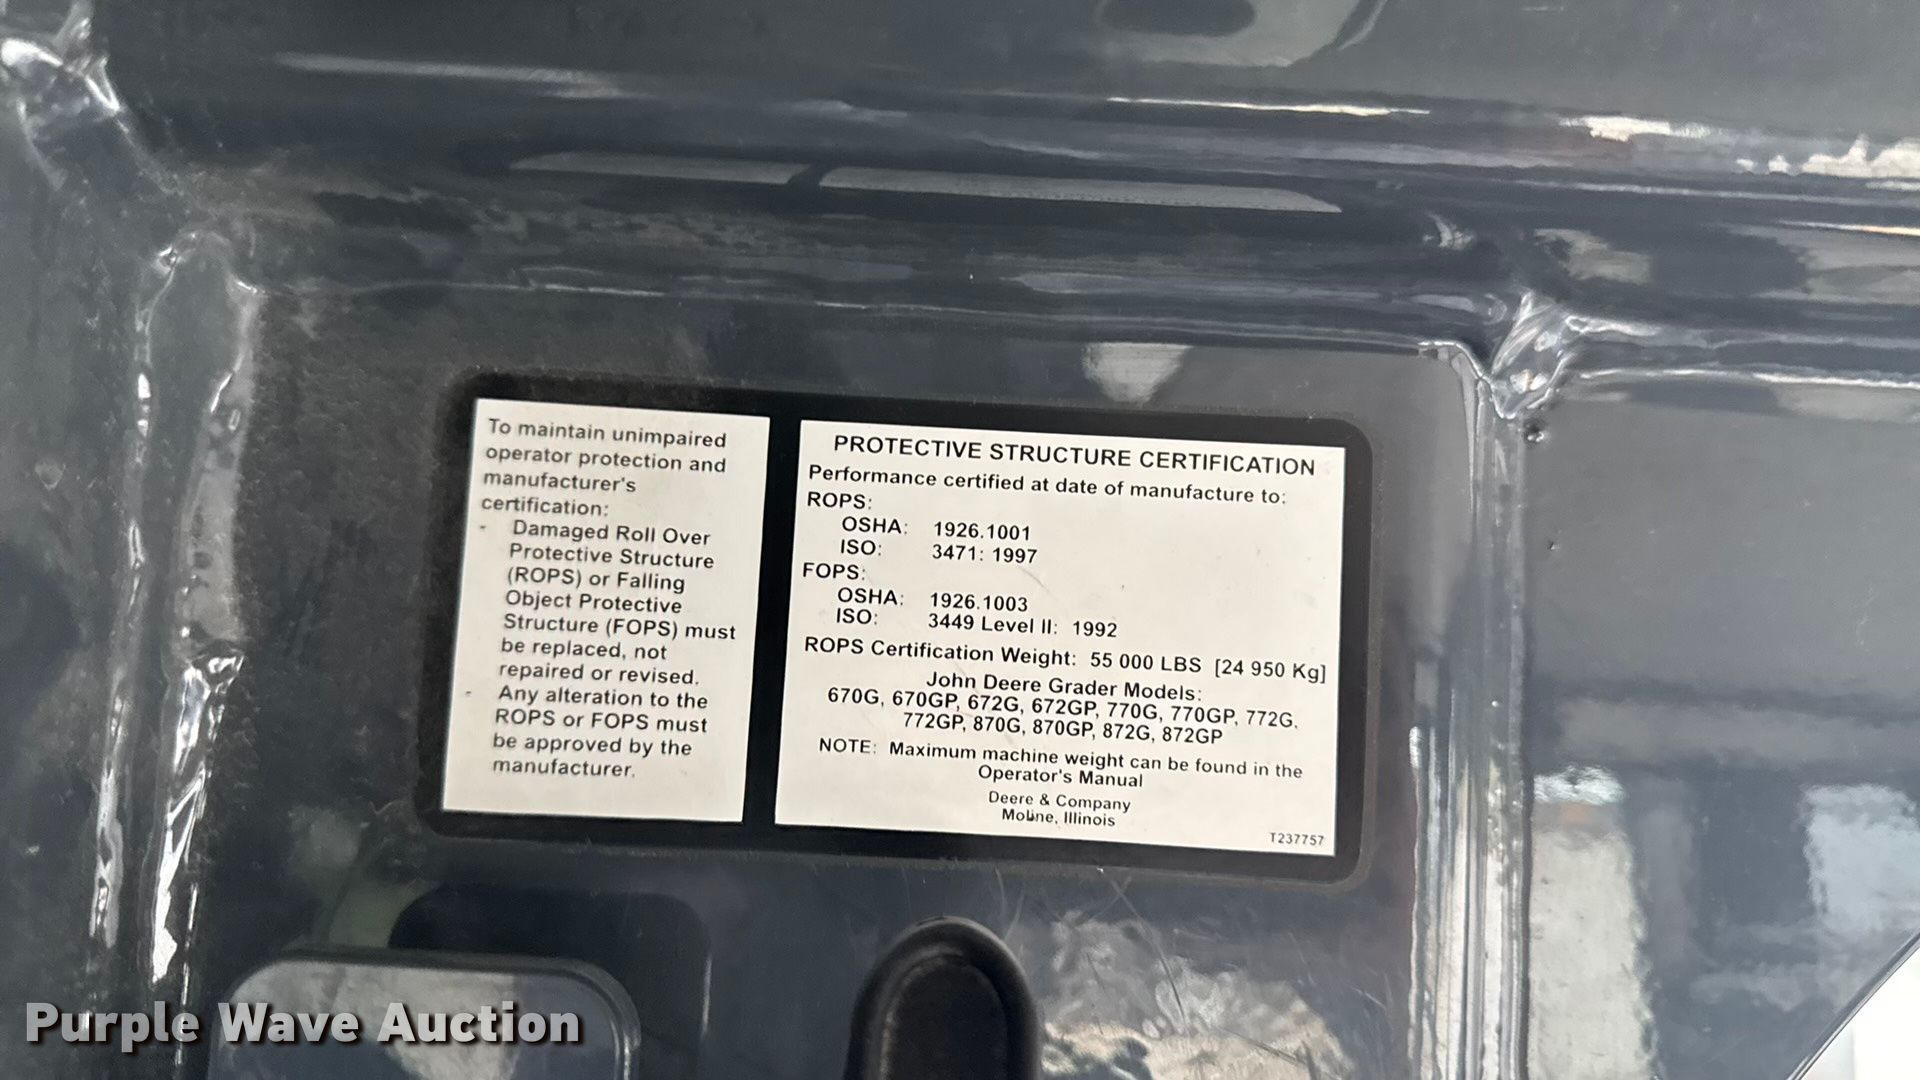 To maintain unimpaired
operator protection and
manufacturer's
certification:
- Damaged Roll Over
Protective Structure
(ROPS) or Falling
Object Protective
Structure (FOPS) must
be replaced, not
repaired or revised.
- Any alteration to the
ROPS or FOPS must
be approved by the
manufacturer.
PROTECTIVE STRUCTURE CERTIFICATION
Performance certified at date of manufacture to:
ROPS:
OSHA: 1926.1001
ISO: 3471: 1997
FOPS:
OSHA: 1926.1003
ISO: 3449 Level II: 1992
ROPS Certification Weight: 55 000 LBS [24 950 Kg]
John Deere Grader Models:
670G, 670GP, 672G, 672GP, 770G, 770GP, 772G,
772GP, 870G, 870GP, 872G, 872GP
NOTE: Maximum machine weight can be found in the
Operator's Manual
Deere & Company
Moline, Illinois
T237757
Purple Wave Auction